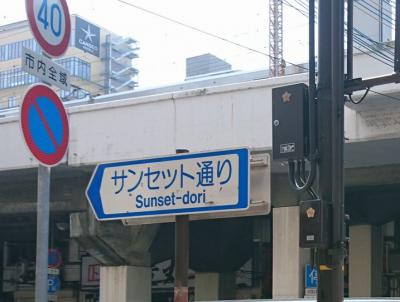 40
市内全域
サンセット通り
Sunset-dori